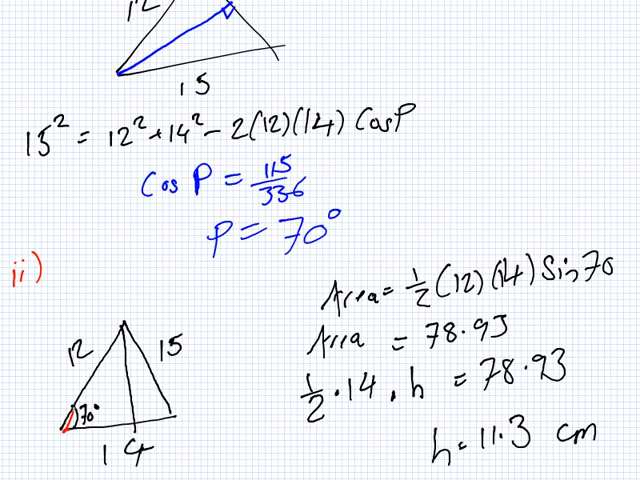 12
15
15² = 12² + 14² - 2(12)(14) Cos P
Cos P = 115/336
P = 70°
ii)
Area = 1/2 (12)(14) Sin 70
Area = 78.93
1/2 . 14 . h = 78.93
h = 11.3 cm
12
15
70°
14